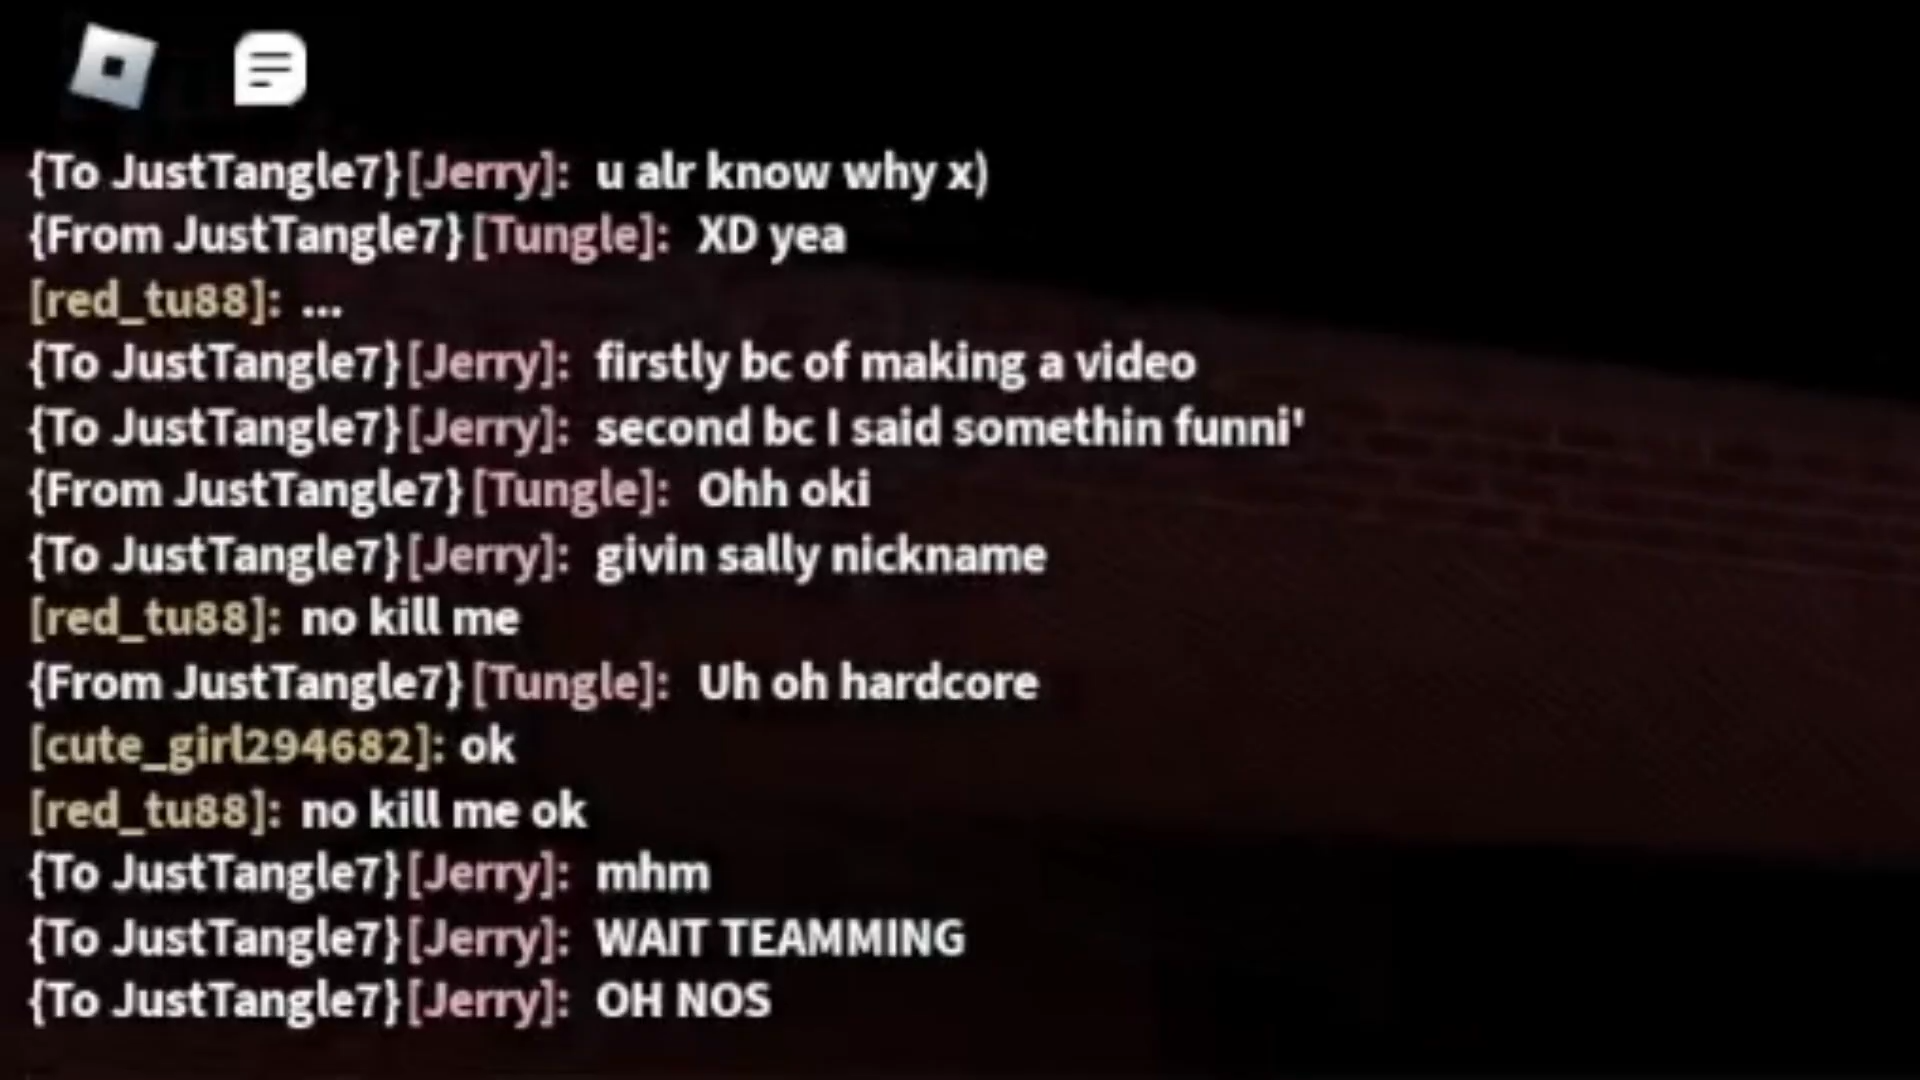 {To JustTangle7}[Jerry]: u alr know why x)
{From JustTangle7}[Tungle]: XD yea
[red_tu88]: ...
{To JustTangle7}[Jerry]: firstly bc of making a video
{To JustTangle7}[Jerry]: second bc I said somethin funni'
{From JustTangle7}[Tungle]: Ohh oki
{To JustTangle7}[Jerry]: givin sally nickname
[red_tu88]: no kill me
{From JustTangle7}[Tungle]: Uh oh hardcore
[cute_girl294682]: ok
[red_tu88]: no kill me ok
{To JustTangle7}[Jerry]: mhm
{To JustTangle7}[Jerry]: WAIT TEAMMING
{To JustTangle7}[Jerry]: OH NOS